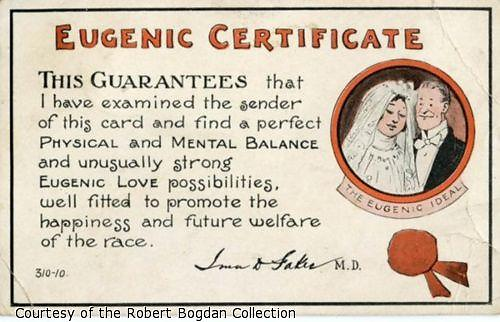 EUGENIC CERTIFICATE
THIS GUARANTEES that
I have examined the sender
of this card and find a perfect
PHYSICAL and MENTAL BALANCE
and unusually strong
EUGENIC LOVE possibilities,
well fitted to promote the
happiness and future welfare
of the race.
THE EUGENIC IDEAL
Inna D Faker M.D.
310-10.
Courtesy of the Robert Bogdan Collection